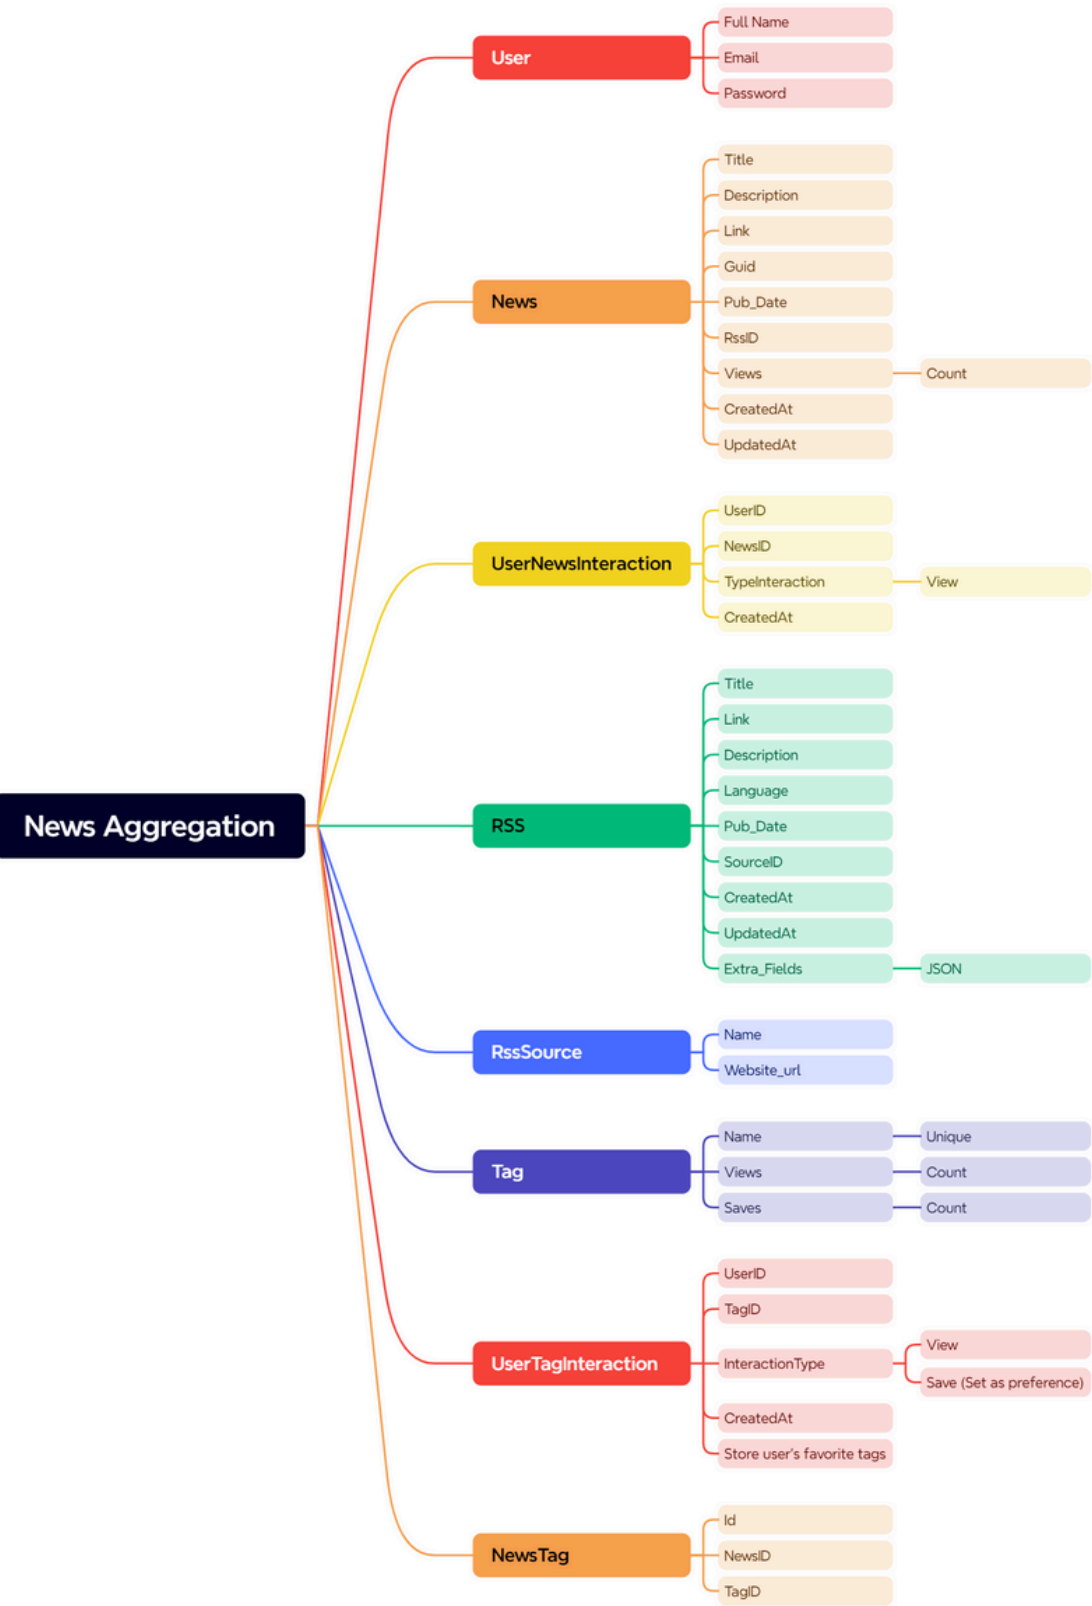 News Aggregation
User
Full Name
Email
Password
News
Title
Description
Link
Guid
Pub_Date
RssID
Views
Count
CreatedAt
UpdatedAt
UserNewsInteraction
UserID
NewsID
TypeInteraction
View
CreatedAt
RSS
Title
Link
Description
Language
Pub_Date
SourceID
CreatedAt
UpdatedAt
Extra_Fields
JSON
RssSource
Name
Website_url
Tag
Name
Unique
Views
Count
Saves
Count
UserTagInteraction
UserID
TagID
InteractionType
View
Save (Set as preference)
CreatedAt
Store user's favorite tags
NewsTag
Id
NewsID
TagID